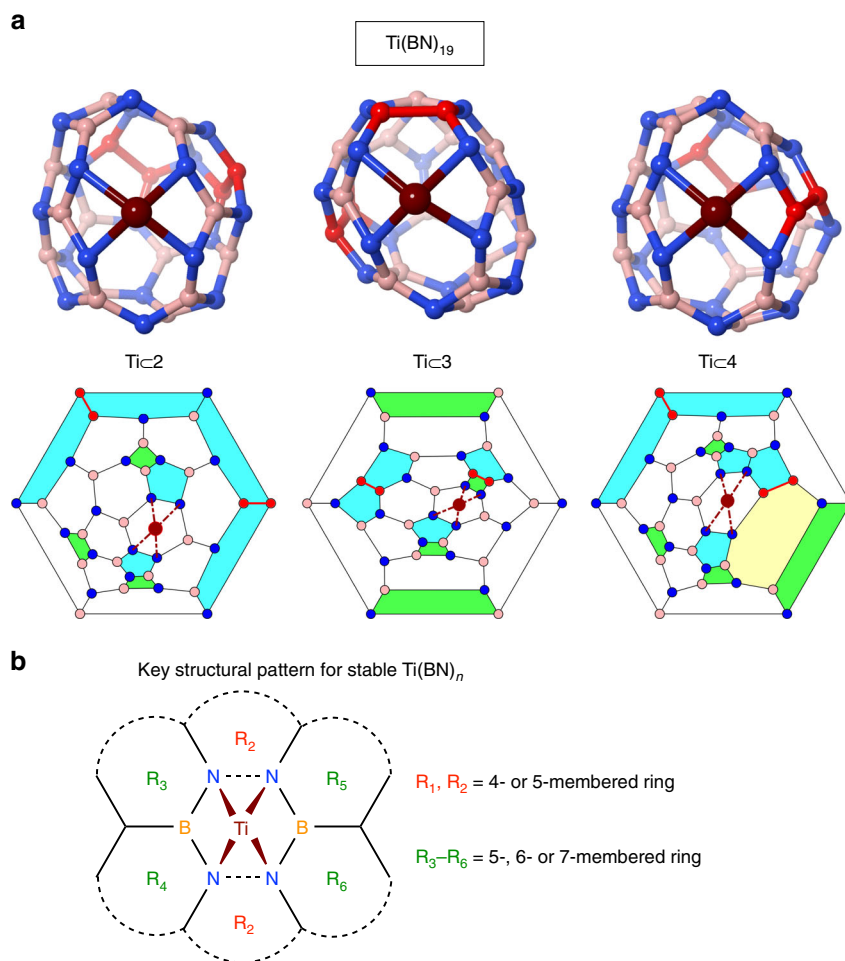 a
Ti(BN)₁₉
Ti⊂2 Ti⊂3 Ti⊂4
b
Key structural pattern for stable Ti(BN)ₙ
R₂
R₃ N N R₅
R₁, R₂ = 4- or 5-membered ring
B Ti B
R₃–R₆ = 5-, 6- or 7-membered ring
R₄ N N R₆
R₂